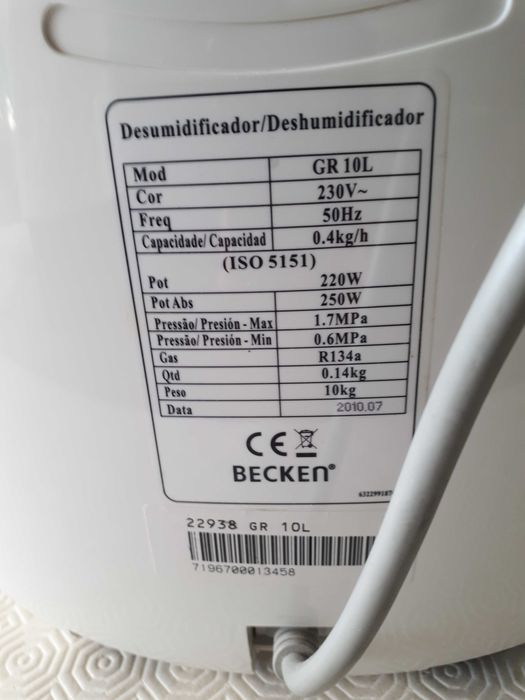 Desumidificador/Deshumidificador
Mod GR 10L
Cor 230V~
Freq 50Hz
Capacidade/ Capacidad 0.4kg/h
(ISO 5151)
Pot 220W
Pot Abs 250W
Pressão/ Presión - Max 1.7MPa
Pressão/ Presión - Min 0.6MPa
Gas R134a
Qtd 0.14kg
Peso 10kg
Data 2010.07
CE
BECKEN®
22938 GR 10L
7196700013458